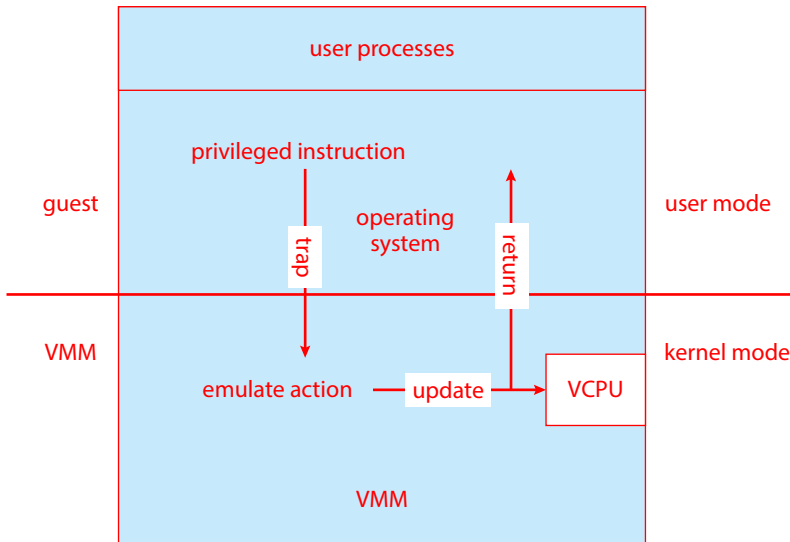 user processes
privileged instruction
guest
operating
system
user mode
trap
return
VMM
kernel mode
emulate action
update
VCPU
VMM